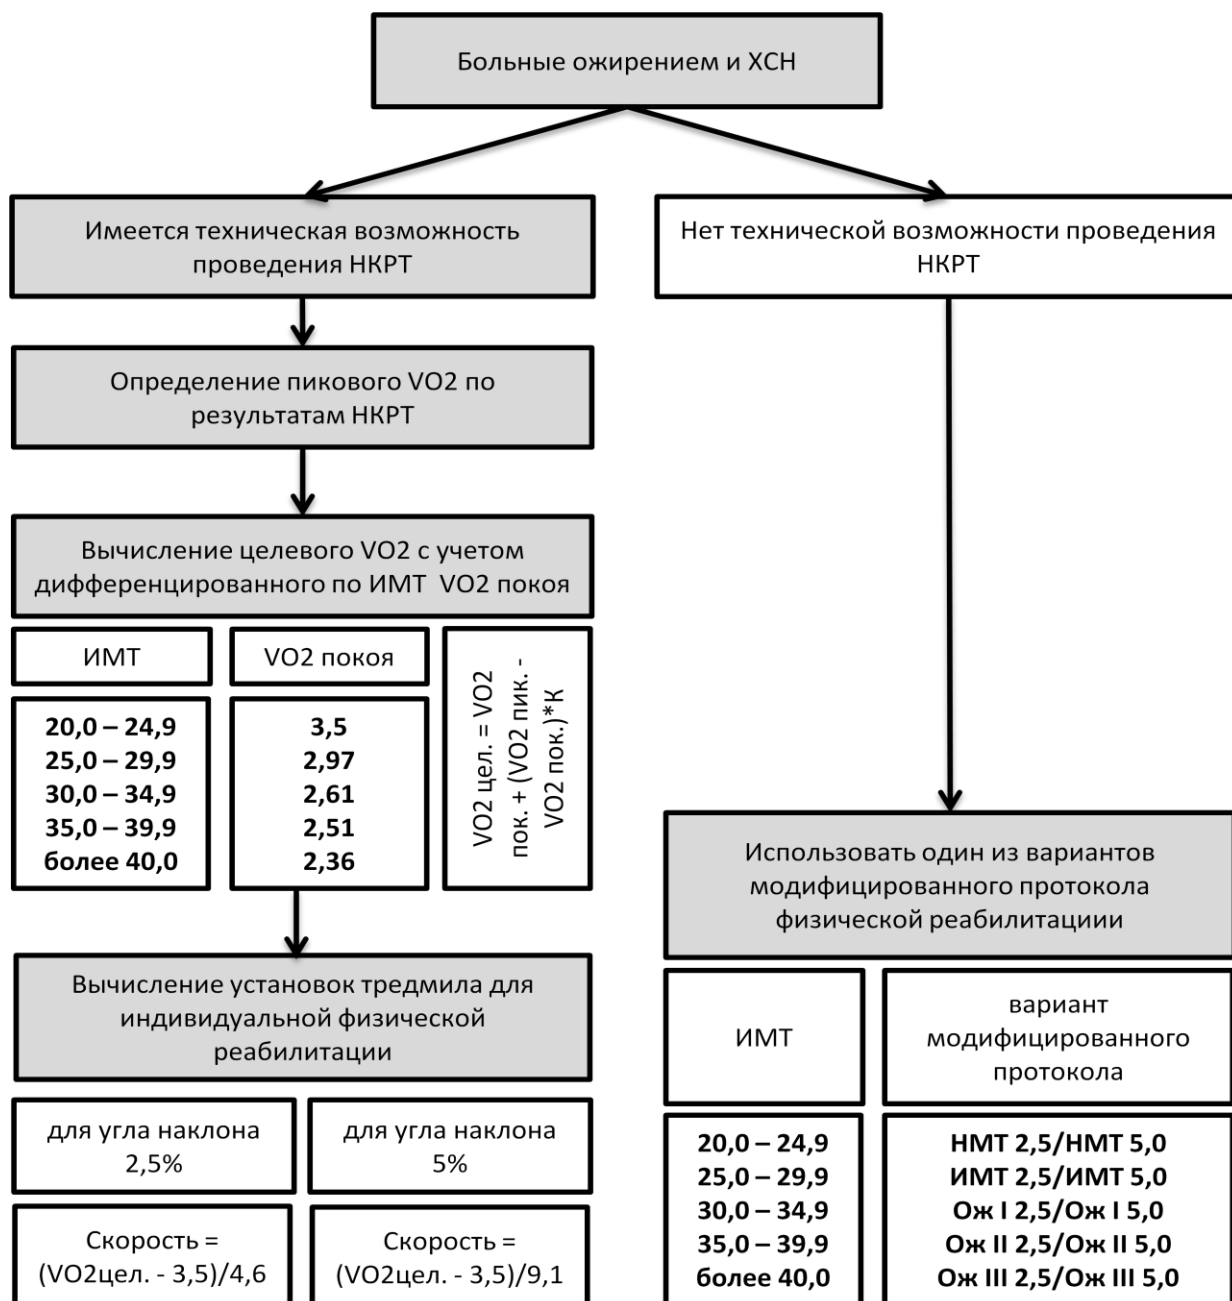 Больные ожирением и ХСН
Имеется техническая возможность
проведения НКРТ
Нет технической возможности проведения
НКРТ
Определение пикового VO2 по
результатам НКРТ
Вычисление целевого VO2 с учетом
дифференцированного по ИМТ VO2 покоя
ИМТ
VO2 покоя
20,0 – 24,9
25,0 – 29,9
30,0 – 34,9
35,0 – 39,9
более 40,0
3,5
2,97
2,61
2,51
2,36
VO2 цел. = VO2
пок. + (VO2 пик. -
VO2 пок.)*К
Вычисление установок тредмила для
индивидуальной физической
реабилитации
для угла наклона
2,5%
для угла наклона
5%
Скорость =
(VO2цел. - 3,5)/4,6
Скорость =
(VO2цел. - 3,5)/9,1
Использовать один из вариантов
модифицированного протокола
физической реабилитациии
ИМТ
вариант
модифицированного
протокола
20,0 – 24,9
25,0 – 29,9
30,0 – 34,9
35,0 – 39,9
более 40,0
НМТ 2,5/НМТ 5,0
ИМТ 2,5/ИМТ 5,0
Ож I 2,5/Ож I 5,0
Ож II 2,5/Ож II 5,0
Ож III 2,5/Ож III 5,0